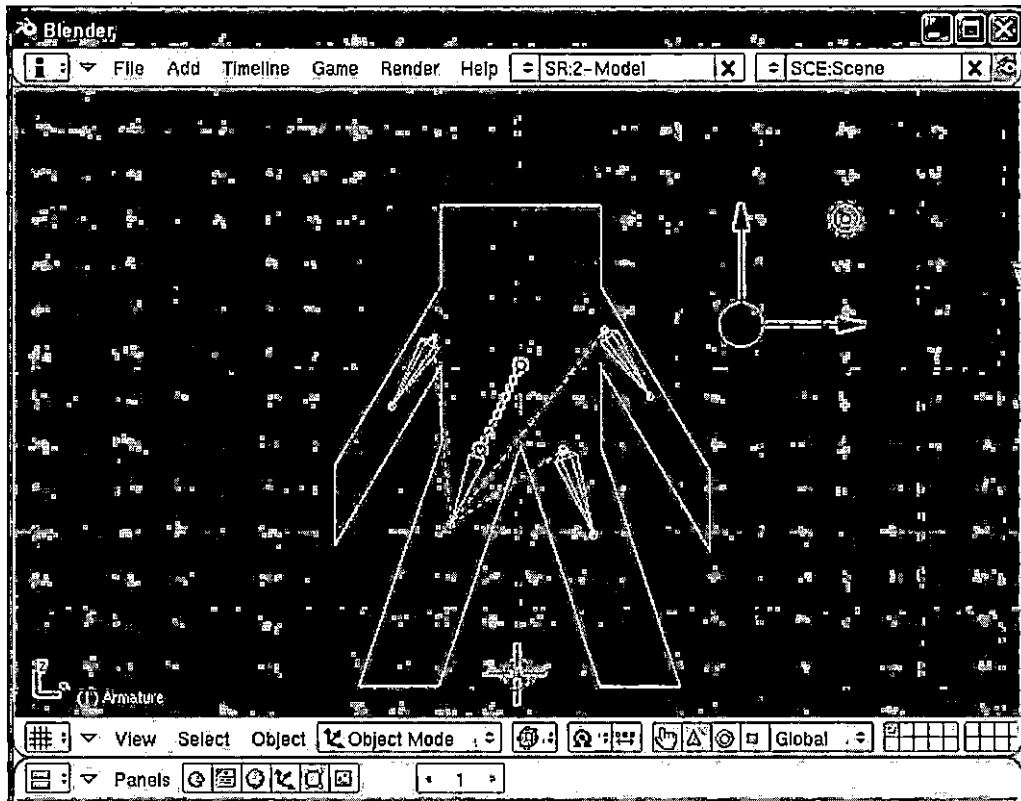 Blender
File Add Timeline Game Render Help SR:2-Model X SCE:Scene X
Z
(1) Armature
View Select Object Object Mode Global
Panels 1